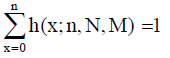 n
∑h(x;n,N,M) =1
x=0